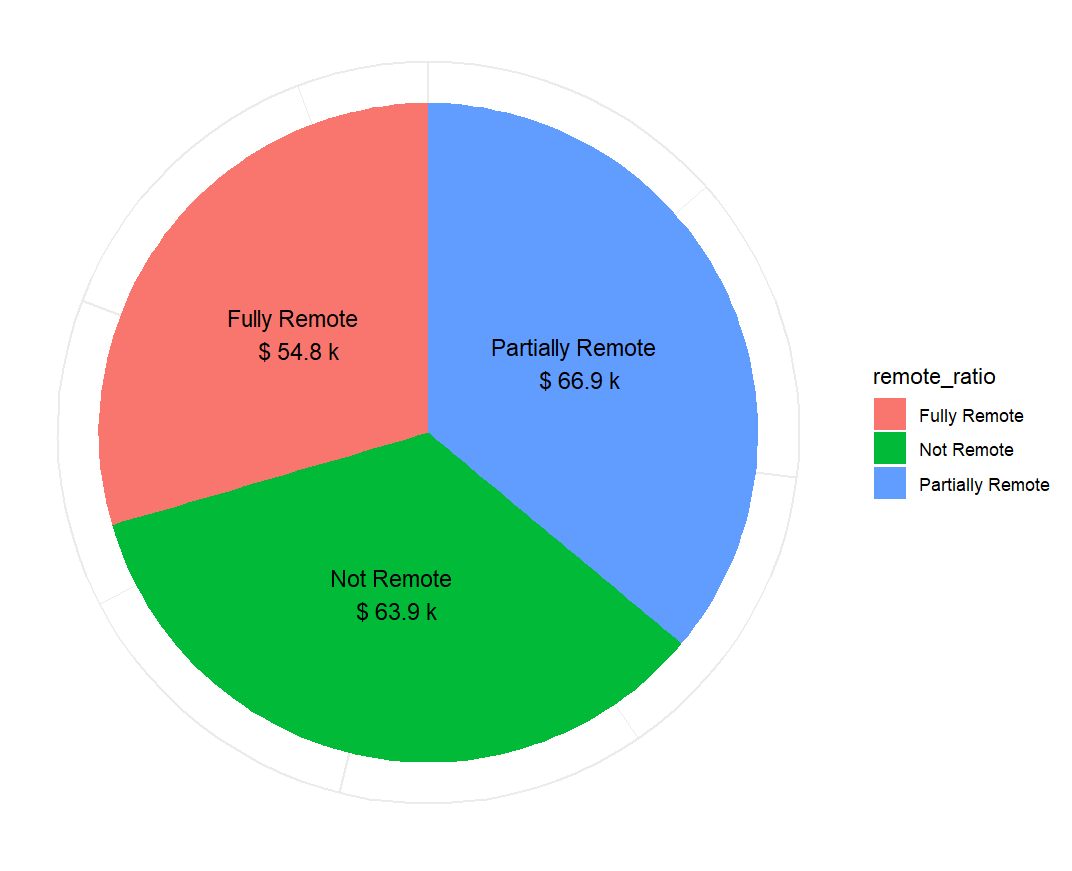 Fully Remote
$ 54.8 k
Partially Remote
$ 66.9 k
Not Remote
$ 63.9 k
remote_ratio
Fully Remote
Not Remote
Partially Remote